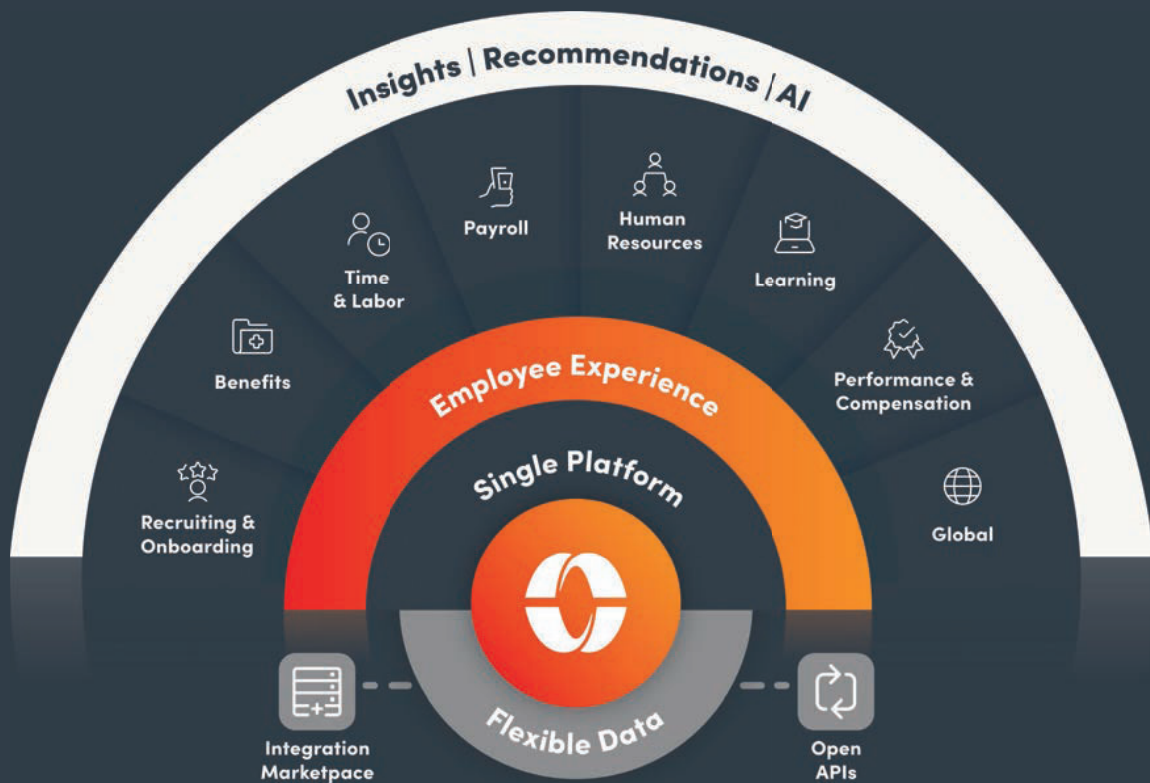 Insights | Recommendations | AI
Payroll
Human
Resources
Time
& Labor
Learning
Benefits
Performance &
Compensation
Recruiting &
Onboarding
Global
Employee Experience
Single Platform
Flexible Data
Integration
Marketpace
Open
APIs